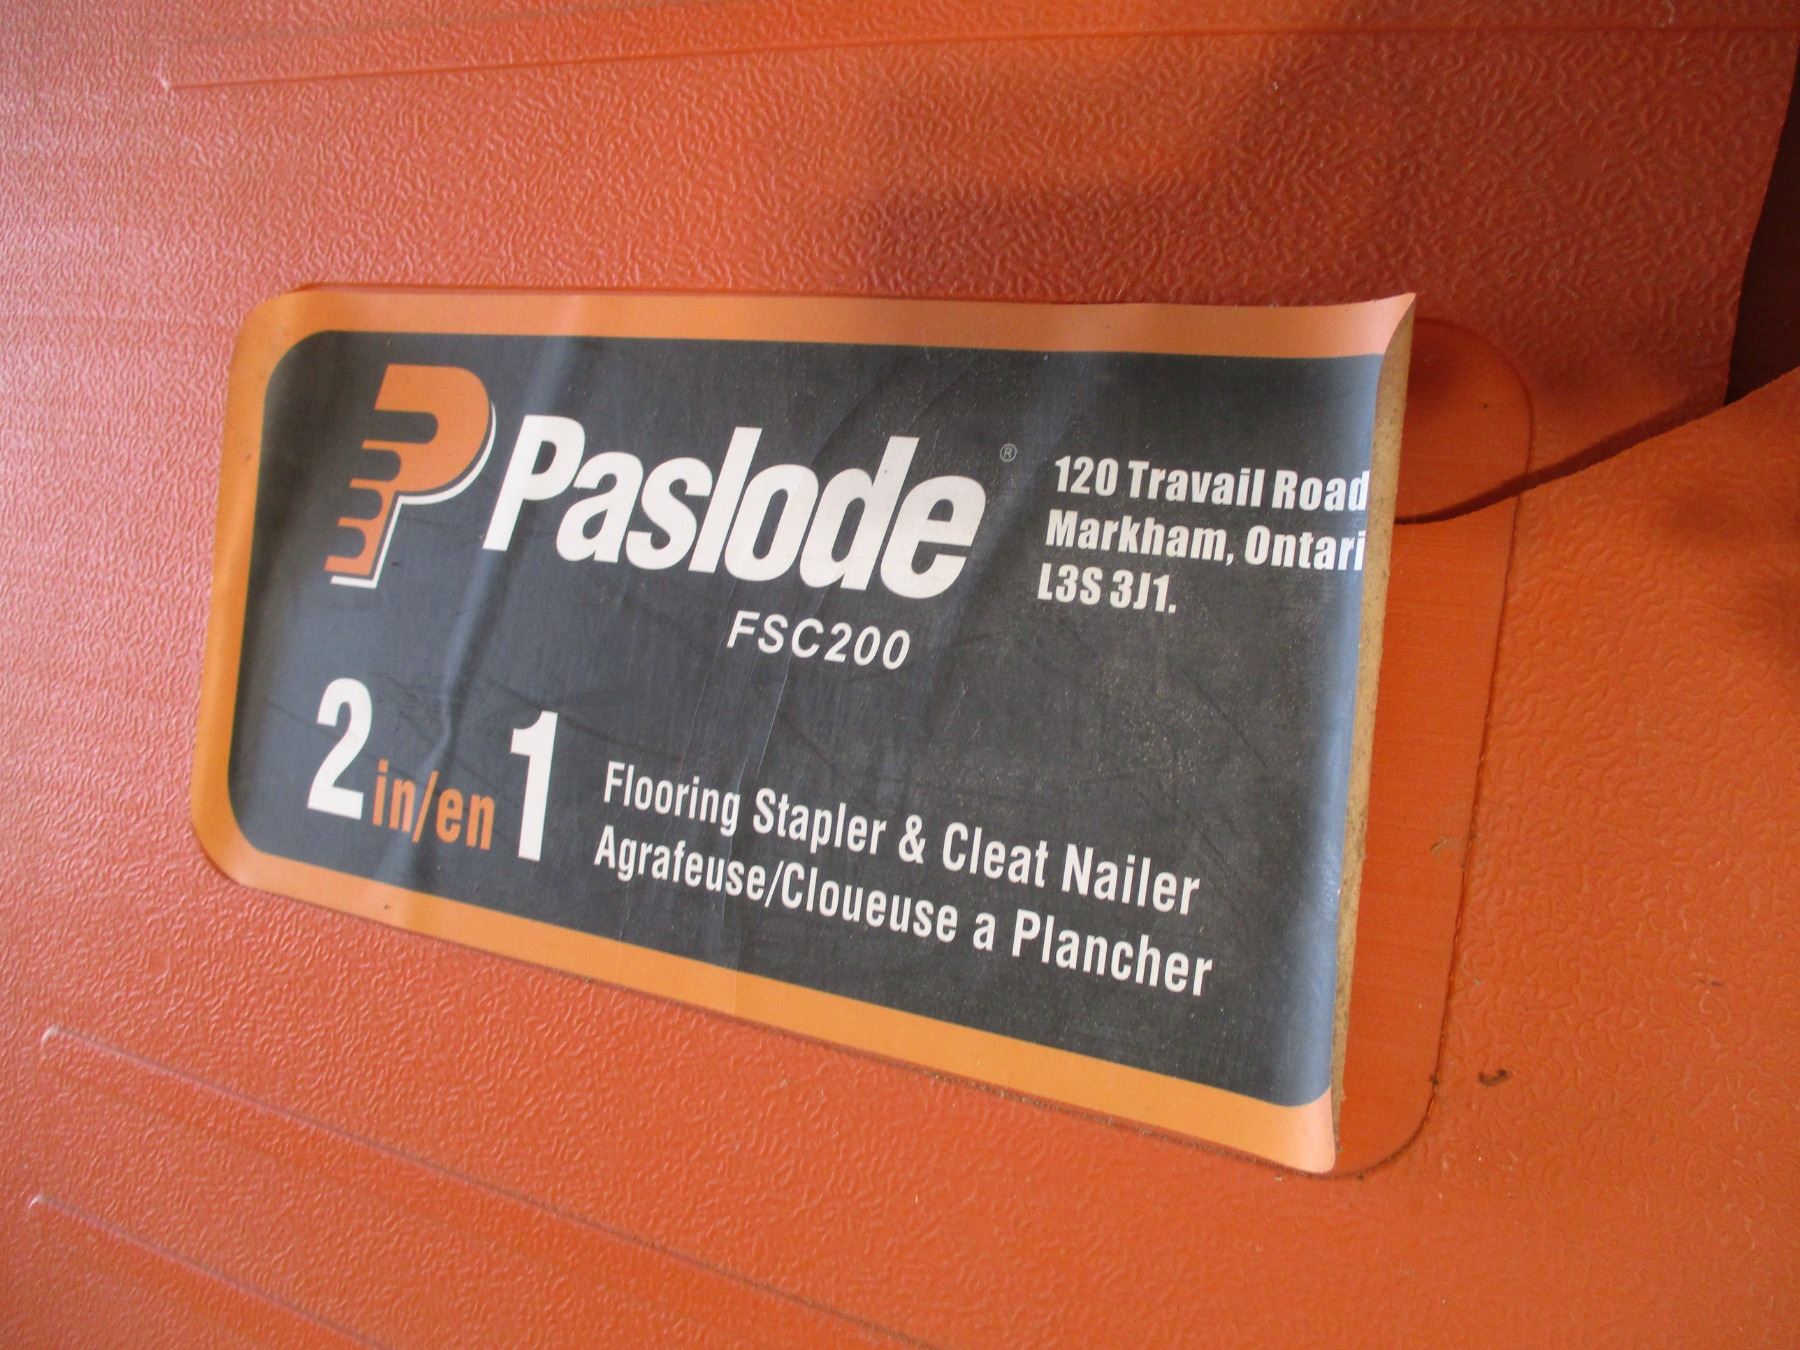 Paslode ®
FSC200
120 Travail Road
Markham, Ontari
L3S 3J1.
2 in/en 1
Flooring Stapler & Cleat Nailer
Agrafeuse/Cloueuse a Plancher